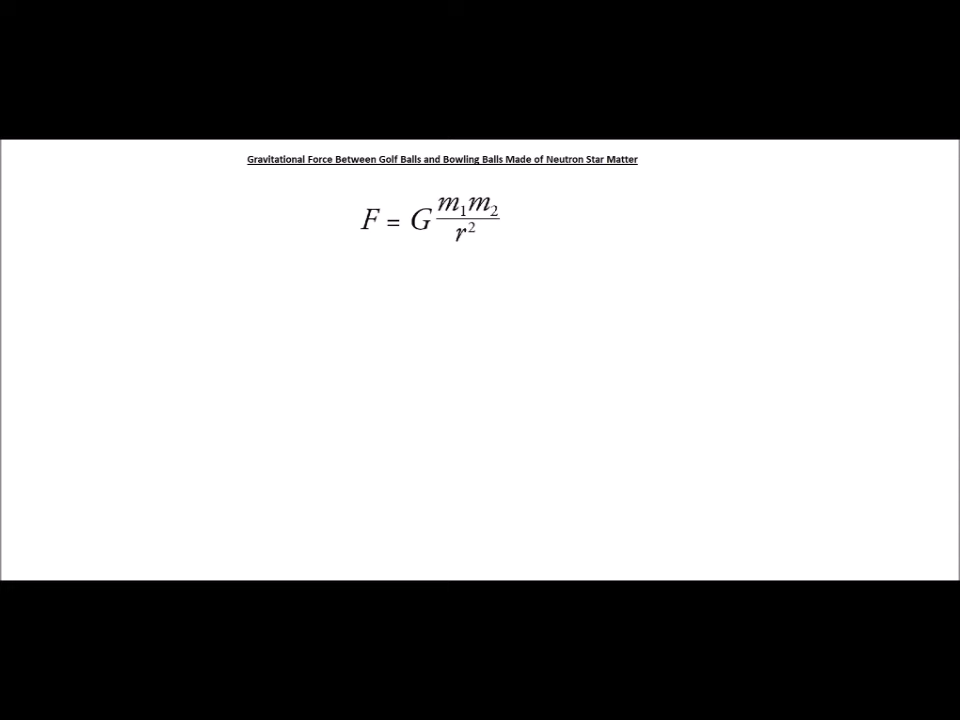 Gravitational Force Between Golf Balls and Bowling Balls Made of Neutron Star Matter
F = G m₁m₂ / r²